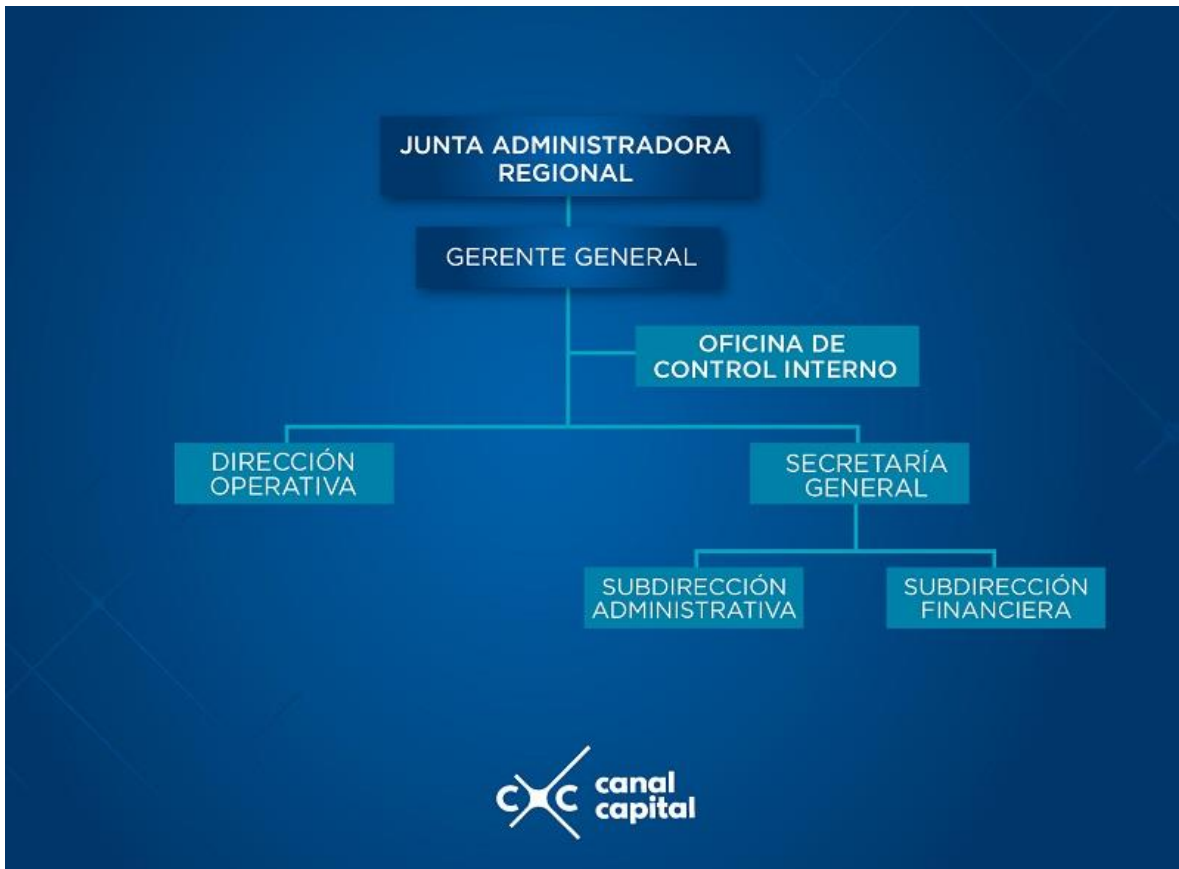 JUNTA ADMINISTRADORA
REGIONAL
GERENTE GENERAL
OFICINA DE
CONTROL INTERNO
DIRECCIÓN
OPERATIVA
SECRETARÍA
GENERAL
SUBDIRECCIÓN
ADMINISTRATIVA
SUBDIRECCIÓN
FINANCIERA
cxc canal
capital